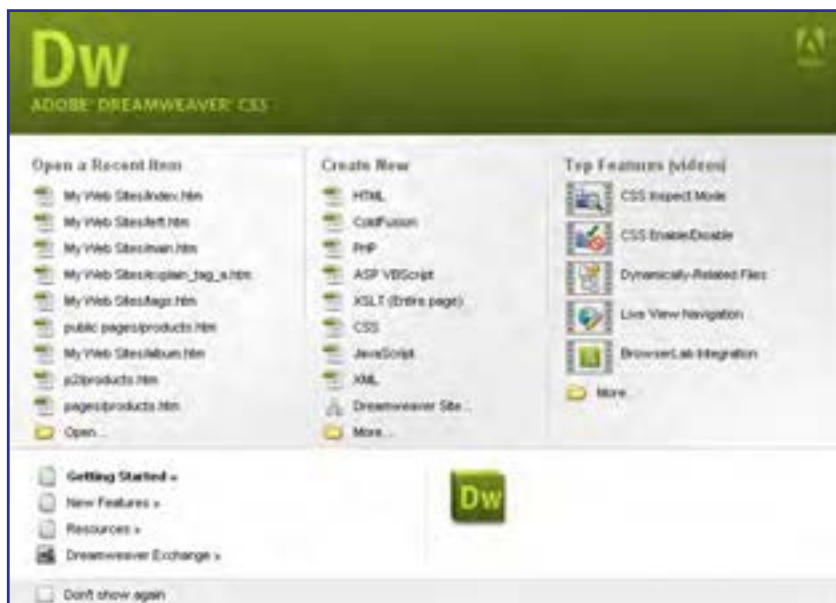 Dw
ADOBE® DREAMWEAVER® CS5
Open a Recent Item
My Web Sites/index.htm
My Web Sites/left.htm
My Web Sites/main.htm
My Web Sites/explain_tag_a.htm
My Web Sites/tags.htm
public pages/products.htm
My Web Sites/album.htm
p2/products.htm
pages/products.htm
Open...
Create New
HTML
ColdFusion
PHP
ASP VBScript
XSLT (Entire page)
CSS
JavaScript
XML
Dreamweaver Site...
More...
Top Features (videos)
CSS Inspect Mode
CSS Enable/Disable
Dynamically-Related Files
Live View Navigation
BrowserLab Integration
More...
Getting Started »
New Features »
Resources »
Dreamweaver Exchange »
Dw
Don't show again